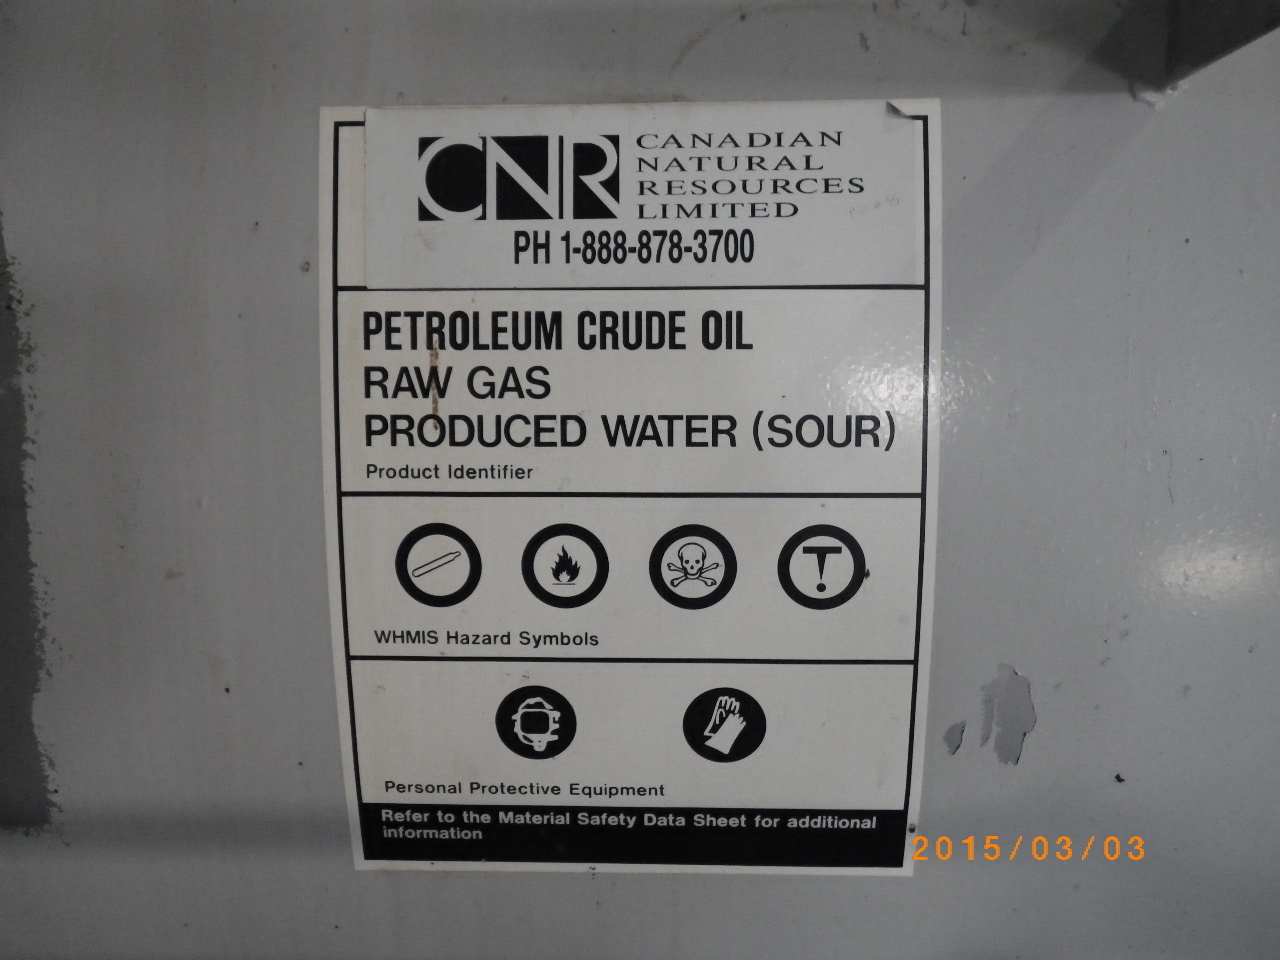 CNR
CANADIAN
NATURAL
RESOURCES
LIMITED
PH 1-888-878-3700
PETROLEUM CRUDE OIL
RAW GAS
PRODUCED WATER (SOUR)
Product Identifier
WHMIS Hazard Symbols
Personal Protective Equipment
Refer to the Material Safety Data Sheet for additional
information
2015/03/03